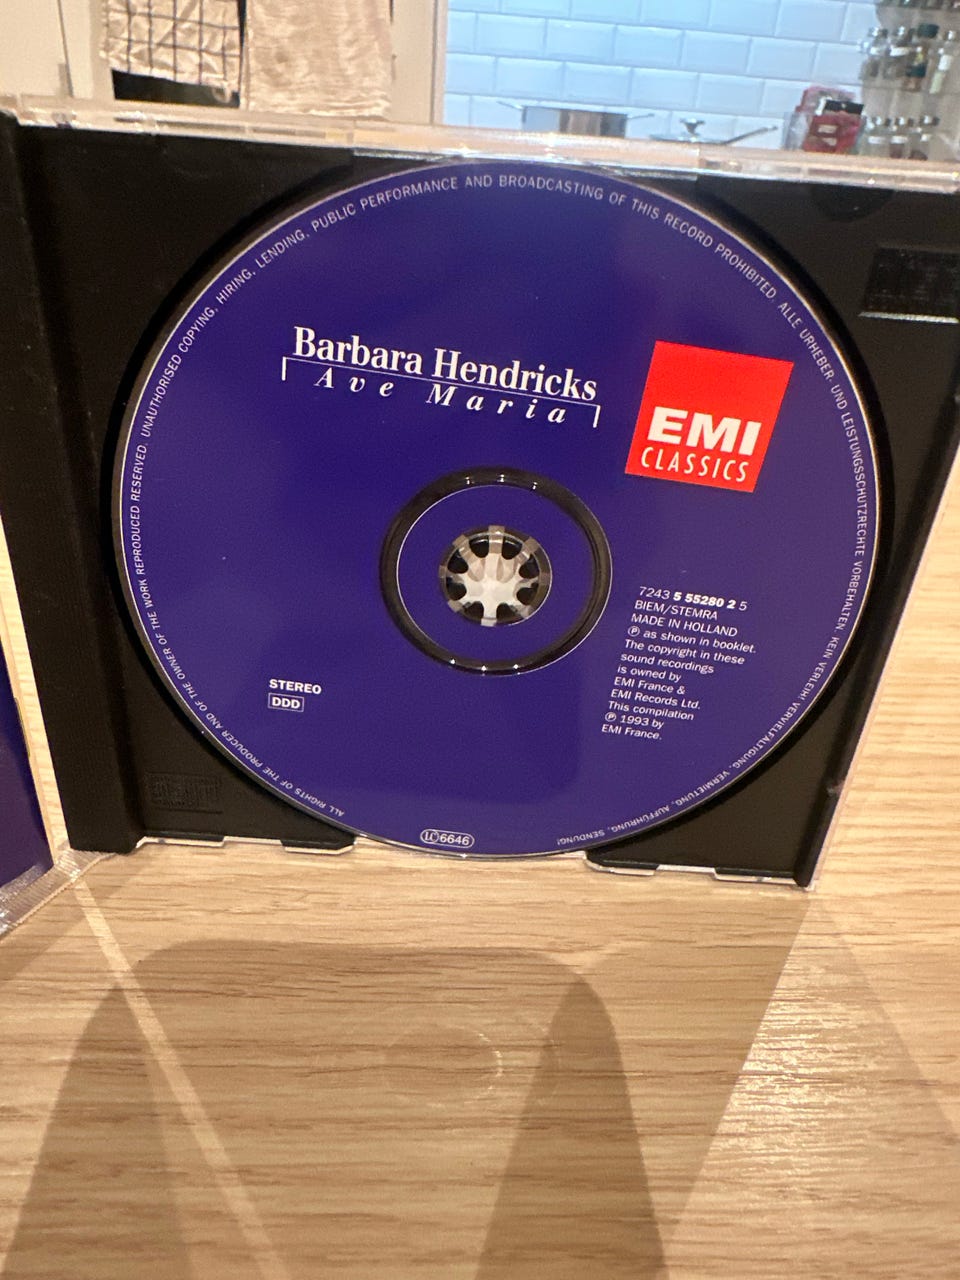 UNAUTHORISED COPYING, HIRING, LENDING, PUBLIC PERFORMANCE AND BROADCASTING OF THIS RECORD PROHIBITED. ALLE URHEBER- UND LEISTUNGSSCHUTZRECHTE VORBEHALTEN. KEIN VERLEIH! VERVIELFÄLTIGUNG, VERMIETUNG, AUFFÜHRUNG, SENDUNG!
Barbara Hendricks
Ave Maria
EMI
CLASSICS
7243 5 55280 2 5
BIEM/STEMRA
MADE IN HOLLAND
℗ as shown in booklet.
The copyright in these
sound recordings
is owned by
EMI France &
EMI Records Ltd.
This compilation
℗ 1993 by
EMI France.
STEREO
DDD
LC 6646
ALL RIGHTS OF THE PRODUCER AND OF THE OWNER OF THE WORK REPRODUCED RESERVED.